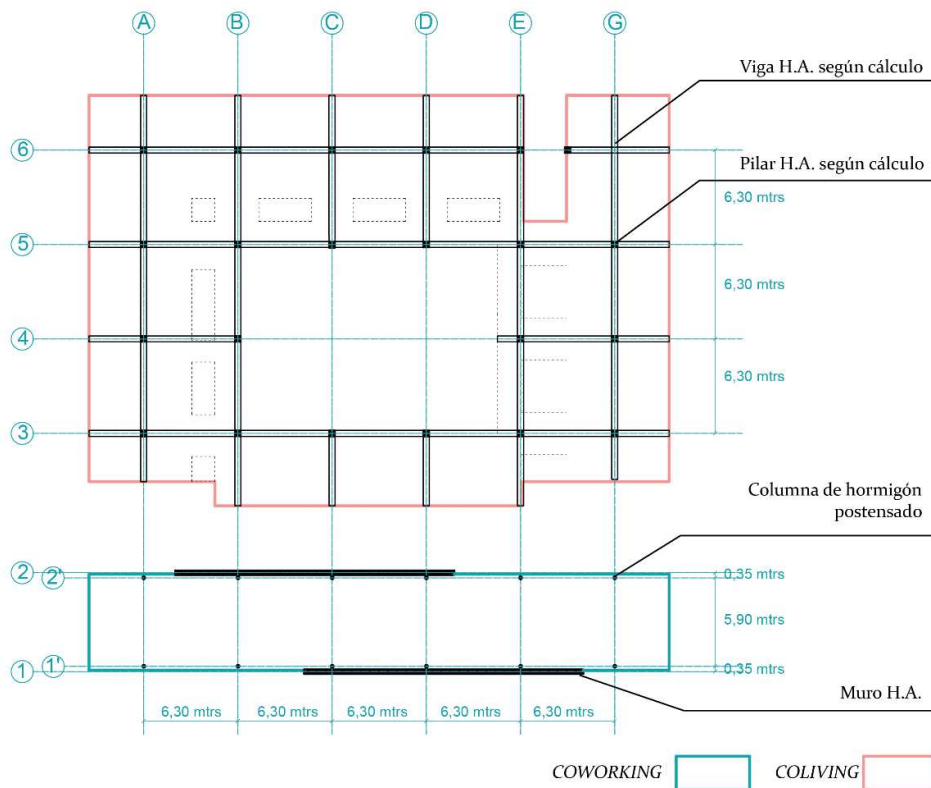 A B C D E G
Viga H.A. según cálculo
6
Pilar H.A. según cálculo
6,30 mtrs
5
6,30 mtrs
4
6,30 mtrs
3
Columna de hormigón
postensado
2
2'
0,35 mtrs
5,90 mtrs
1'
1
0,35 mtrs
Muro H.A.
6,30 mtrs 6,30 mtrs 6,30 mtrs 6,30 mtrs 6,30 mtrs
COWORKING COLIVING